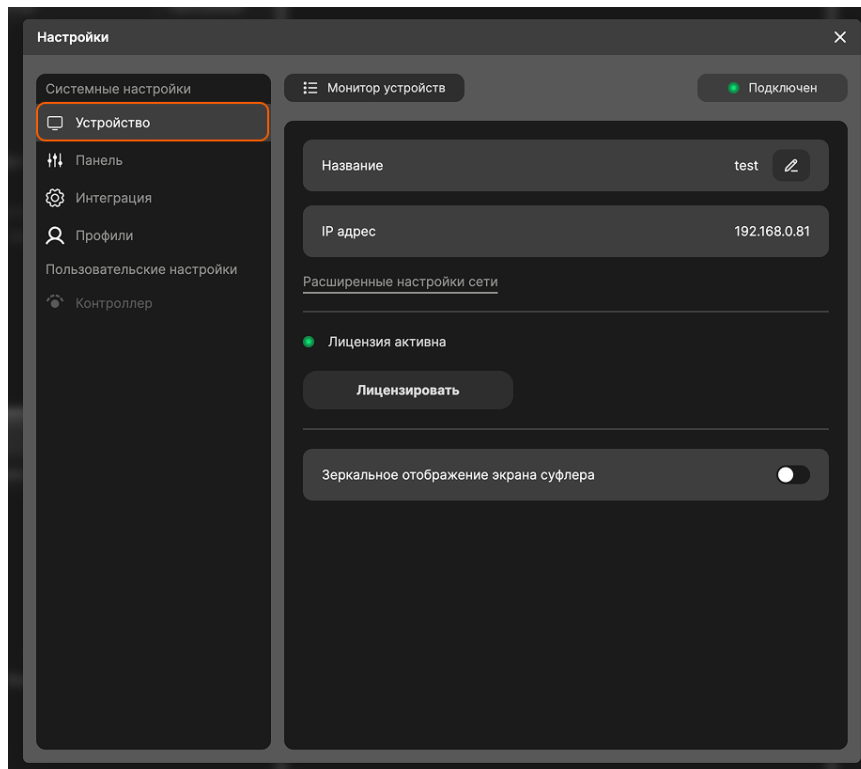 Настройки
Системные настройки
Устройство
Панель
Интеграция
Профили
Пользовательские настройки
Контроллер
Монитор устройств
Подключен
Название
test
IP адрес
192.168.0.81
Расширенные настройки сети
Лицензия активна
Лицензировать
Зеркальное отображение экрана суфлера